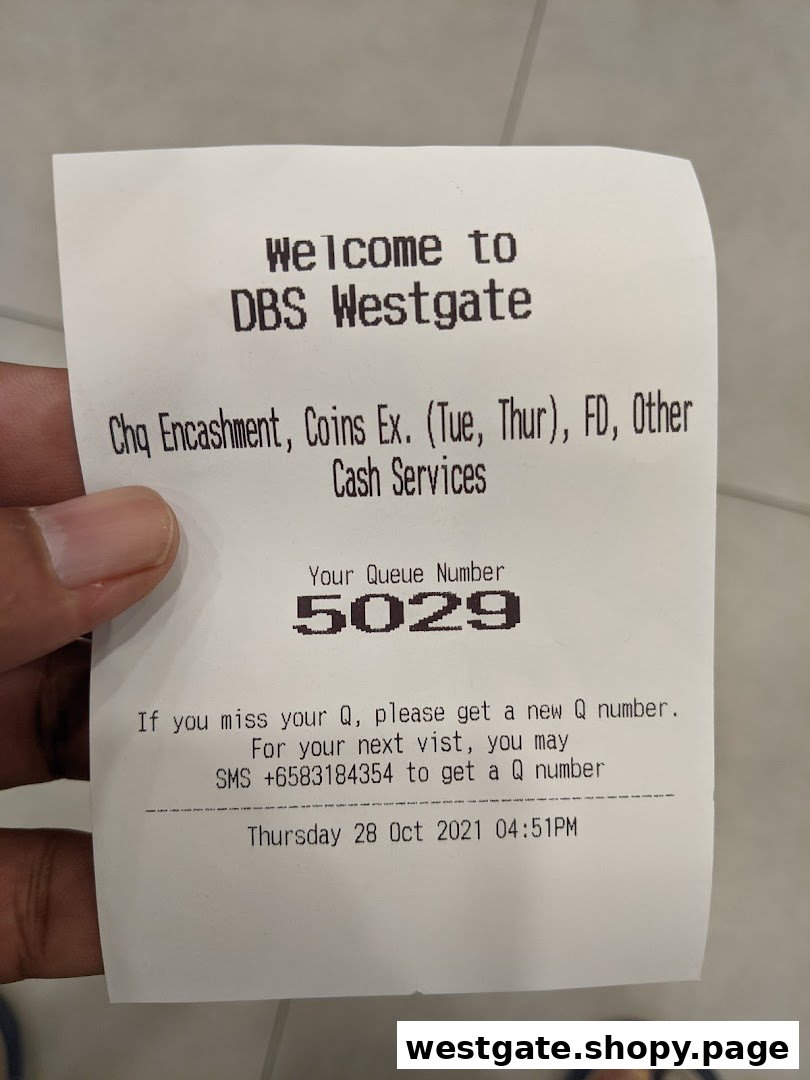 Welcome to
DBS Westgate
Chq Encashment, Coins Ex. (Tue, Thur), FD, Other
Cash Services
Your Queue Number
5029
If you miss your Q, please get a new Q number.
For your next vist, you may
SMS +6583184354 to get a Q number
Thursday 28 Oct 2021 04:51PM
westgate.shopy.page